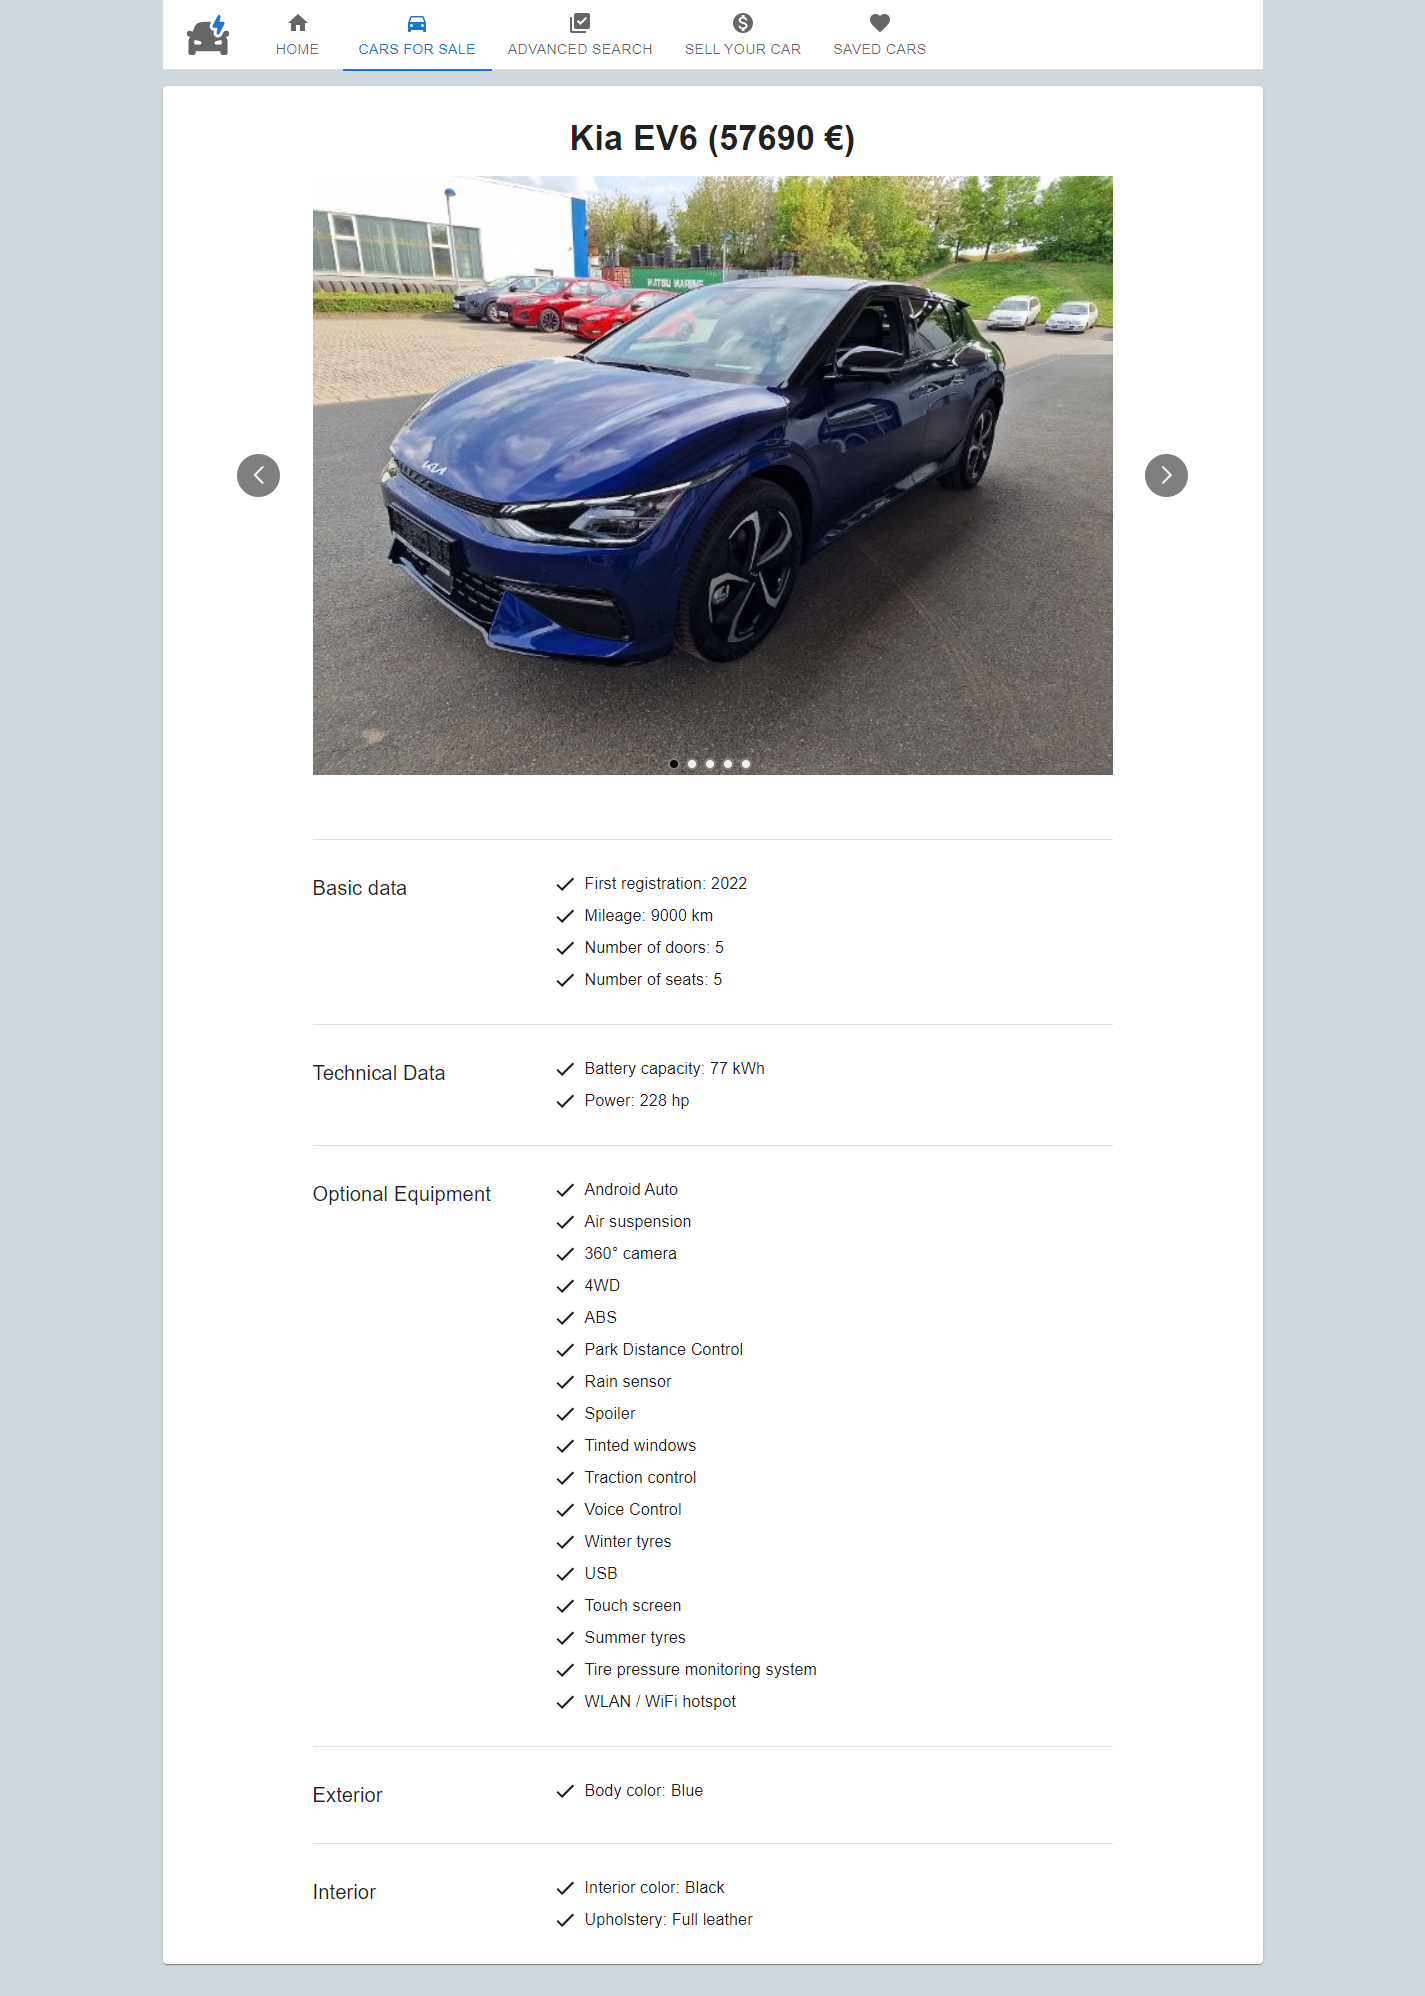 HOME
CARS FOR SALE
ADVANCED SEARCH
SELL YOUR CAR
SAVED CARS
Kia EV6 (57690 €)
HATSU MARINE
KIA
Basic data
First registration: 2022
Mileage: 9000 km
Number of doors: 5
Number of seats: 5
Technical Data
Battery capacity: 77 kWh
Power: 228 hp
Optional Equipment
Android Auto
Air suspension
360° camera
4WD
ABS
Park Distance Control
Rain sensor
Spoiler
Tinted windows
Traction control
Voice Control
Winter tyres
USB
Touch screen
Summer tyres
Tire pressure monitoring system
WLAN / WiFi hotspot
Exterior
Body color: Blue
Interior
Interior color: Black
Upholstery: Full leather